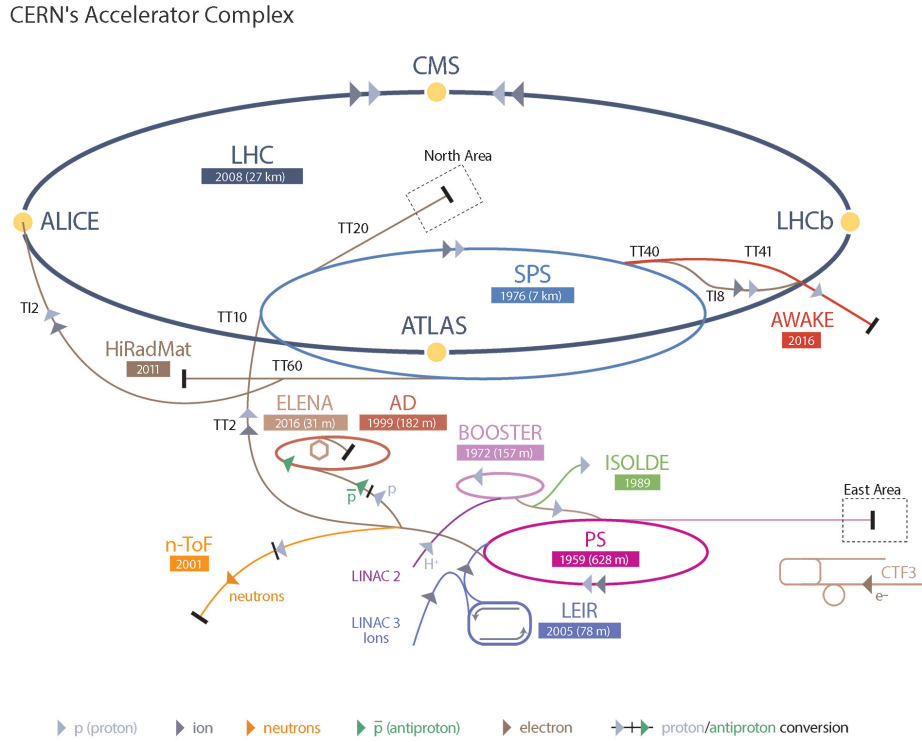 CERN's Accelerator Complex
CMS
LHC
2008 (27 km)
North Area
ALICE
LHCb
TT20
TT40
TT41
SPS
1976 (7 km)
TI8
TI2
TT10
ATLAS
AWAKE
2016
HiRadMat
2011
TT60
ELENA
2016 (31 m)
AD
1999 (182 m)
TT2
BOOSTER
1972 (157 m)
ISOLDE
1989
p̅
p
East Area
n-ToF
2001
PS
1959 (628 m)
LINAC 2
H⁺
neutrons
CTF3
e–
LEIR
2005 (78 m)
LINAC 3
Ions
p (proton)
ion
neutrons
p̅ (antiproton)
electron
proton/antiproton conversion